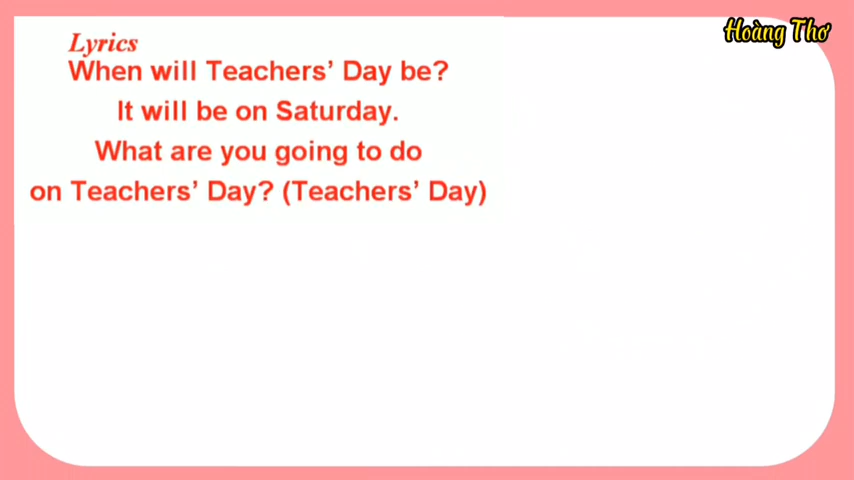 Hoàng Thơ
Lyrics
When will Teachers’ Day be?
It will be on Saturday.
What are you going to do
on Teachers’ Day? (Teachers’ Day)